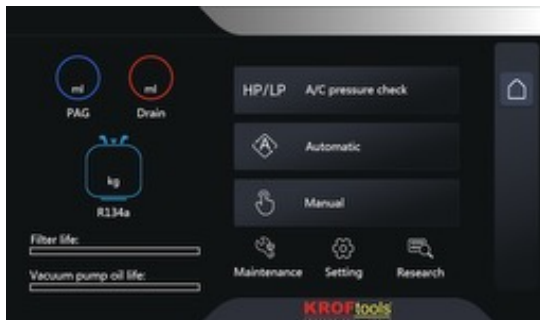 ml
ml
PAG
Drain
kg
R134a
Filter life:
Vacuum pump oil life:
HP/LP A/C pressure check
A
Automatic
Manual
Maintenance
Setting
Research
KROFtools